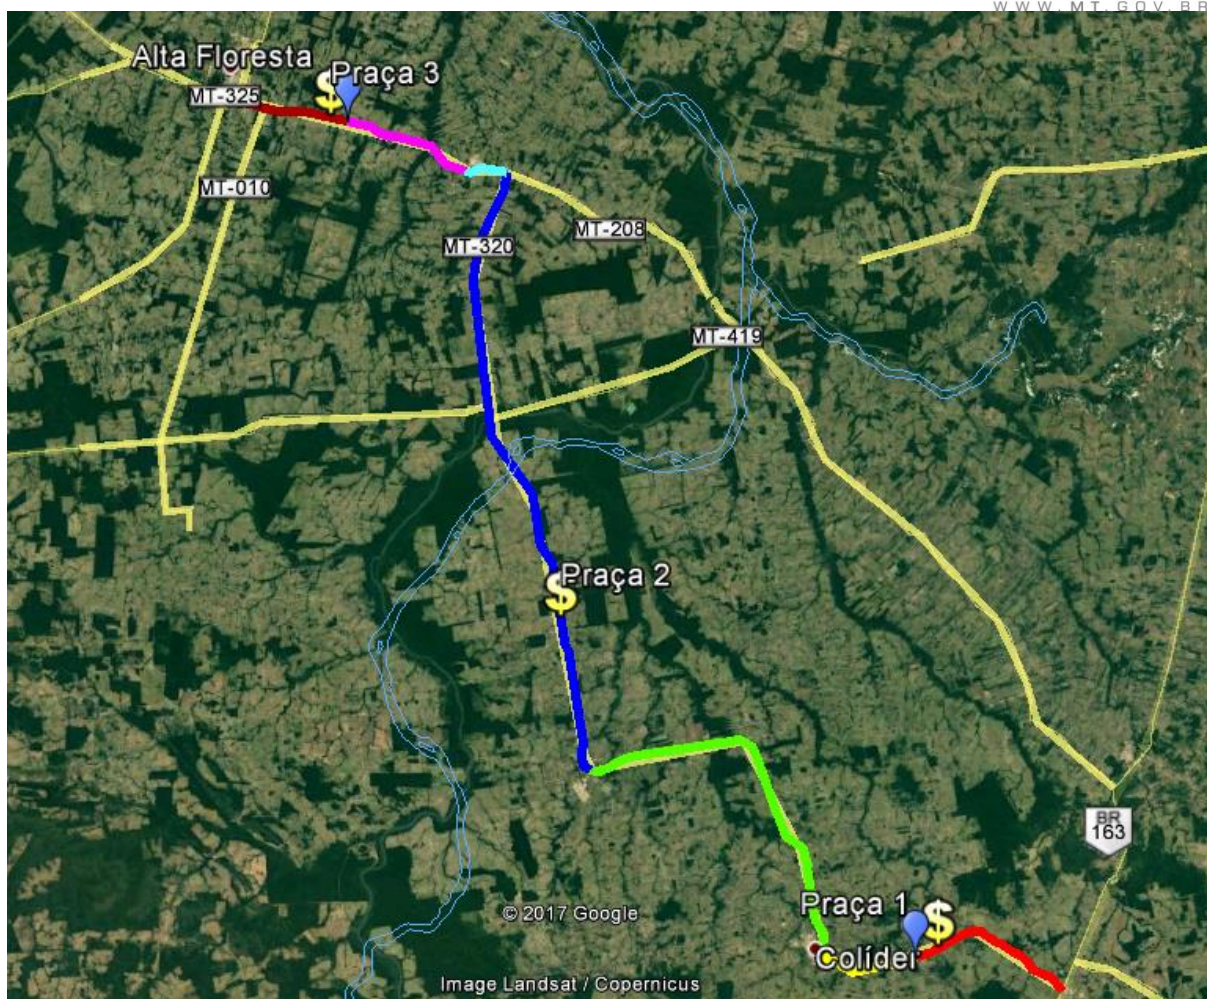 WWW.MT.GOV.BR
Alta Floresta
$ Praça 3
MT-325
MT-010
MT-208
MT-320
MT-419
Praça 2
$
BR
163
Praça 1 $
© 2017 Google
Colíder
Image Landsat / Copernicus